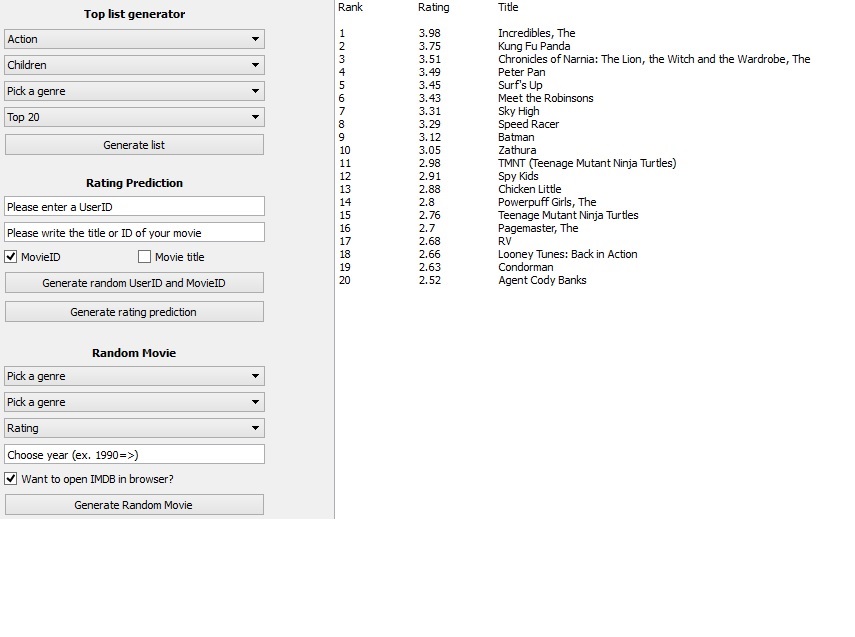 Top list generator
Action
Children
Pick a genre
Top 20
Generate list
Rating Prediction
Please enter a UserID
Please write the title or ID of your movie
MovieID Movie title
Generate random UserID and MovieID
Generate rating prediction
Random Movie
Pick a genre
Pick a genre
Rating
Choose year (ex. 1990=>)
Want to open IMDB in browser?
Generate Random Movie
Rank Rating Title
1 3.98 Incredibles, The
2 3.75 Kung Fu Panda
3 3.51 Chronicles of Narnia: The Lion, the Witch and the Wardrobe, The
4 3.49 Peter Pan
5 3.45 Surf's Up
6 3.43 Meet the Robinsons
7 3.31 Sky High
8 3.29 Speed Racer
9 3.12 Batman
10 3.05 Zathura
11 2.98 TMNT (Teenage Mutant Ninja Turtles)
12 2.91 Spy Kids
13 2.88 Chicken Little
14 2.8 Powerpuff Girls, The
15 2.76 Teenage Mutant Ninja Turtles
16 2.7 Pagemaster, The
17 2.68 RV
18 2.66 Looney Tunes: Back in Action
19 2.63 Condorman
20 2.52 Agent Cody Banks